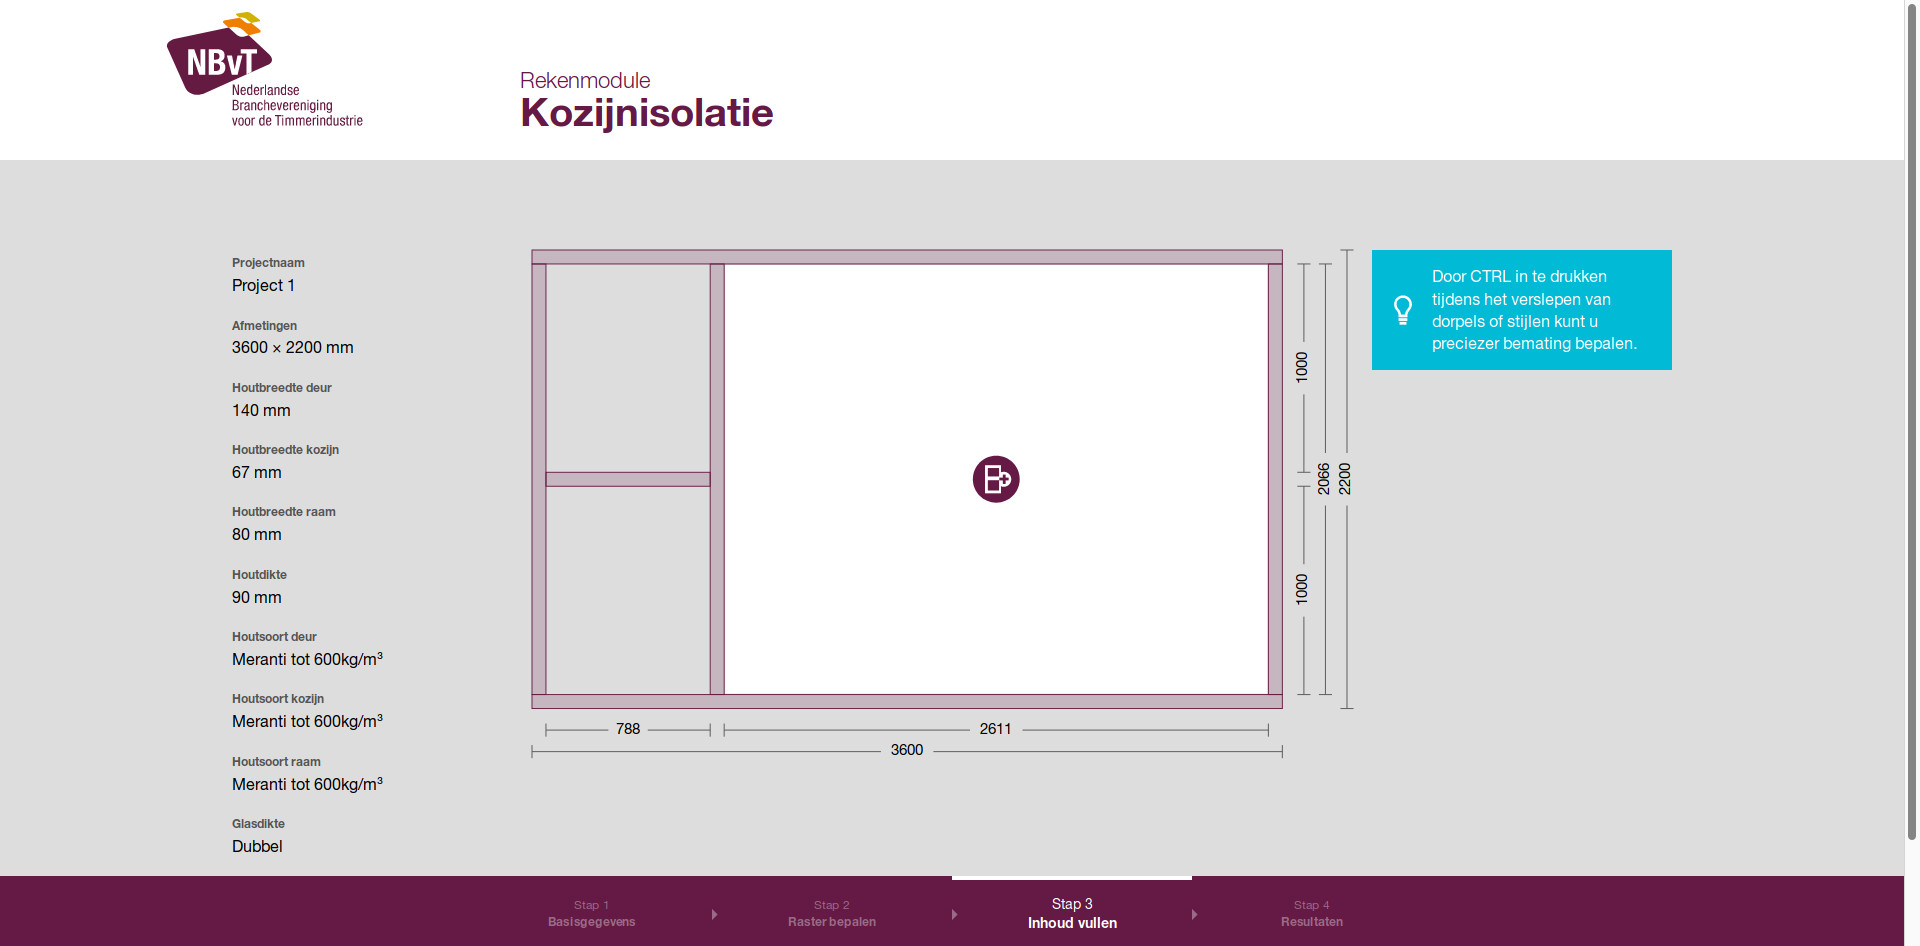 NBvT
Nederlandse
Branchevereniging
voor de Timmerindustrie
Rekenmodule
Kozijnisolatie
Projectnaam
Project 1
Afmetingen
3600 × 2200 mm
Houtbreedte deur
140 mm
Houtbreedte kozijn
67 mm
Houtbreedte raam
80 mm
Houtdikte
90 mm
Houtsoort deur
Meranti tot 600kg/m³
Houtsoort kozijn
Meranti tot 600kg/m³
Houtsoort raam
Meranti tot 600kg/m³
Glasdikte
Dubbel
1000
1000
2066
2200
788
2611
3600
Door CTRL in te drukken
tijdens het verslepen van
dorpels of stijlen kunt u
preciezer bemating bepalen.
Stap 1
Basisgegevens
Stap 2
Raster bepalen
Stap 3
Inhoud vullen
Stap 4
Resultaten